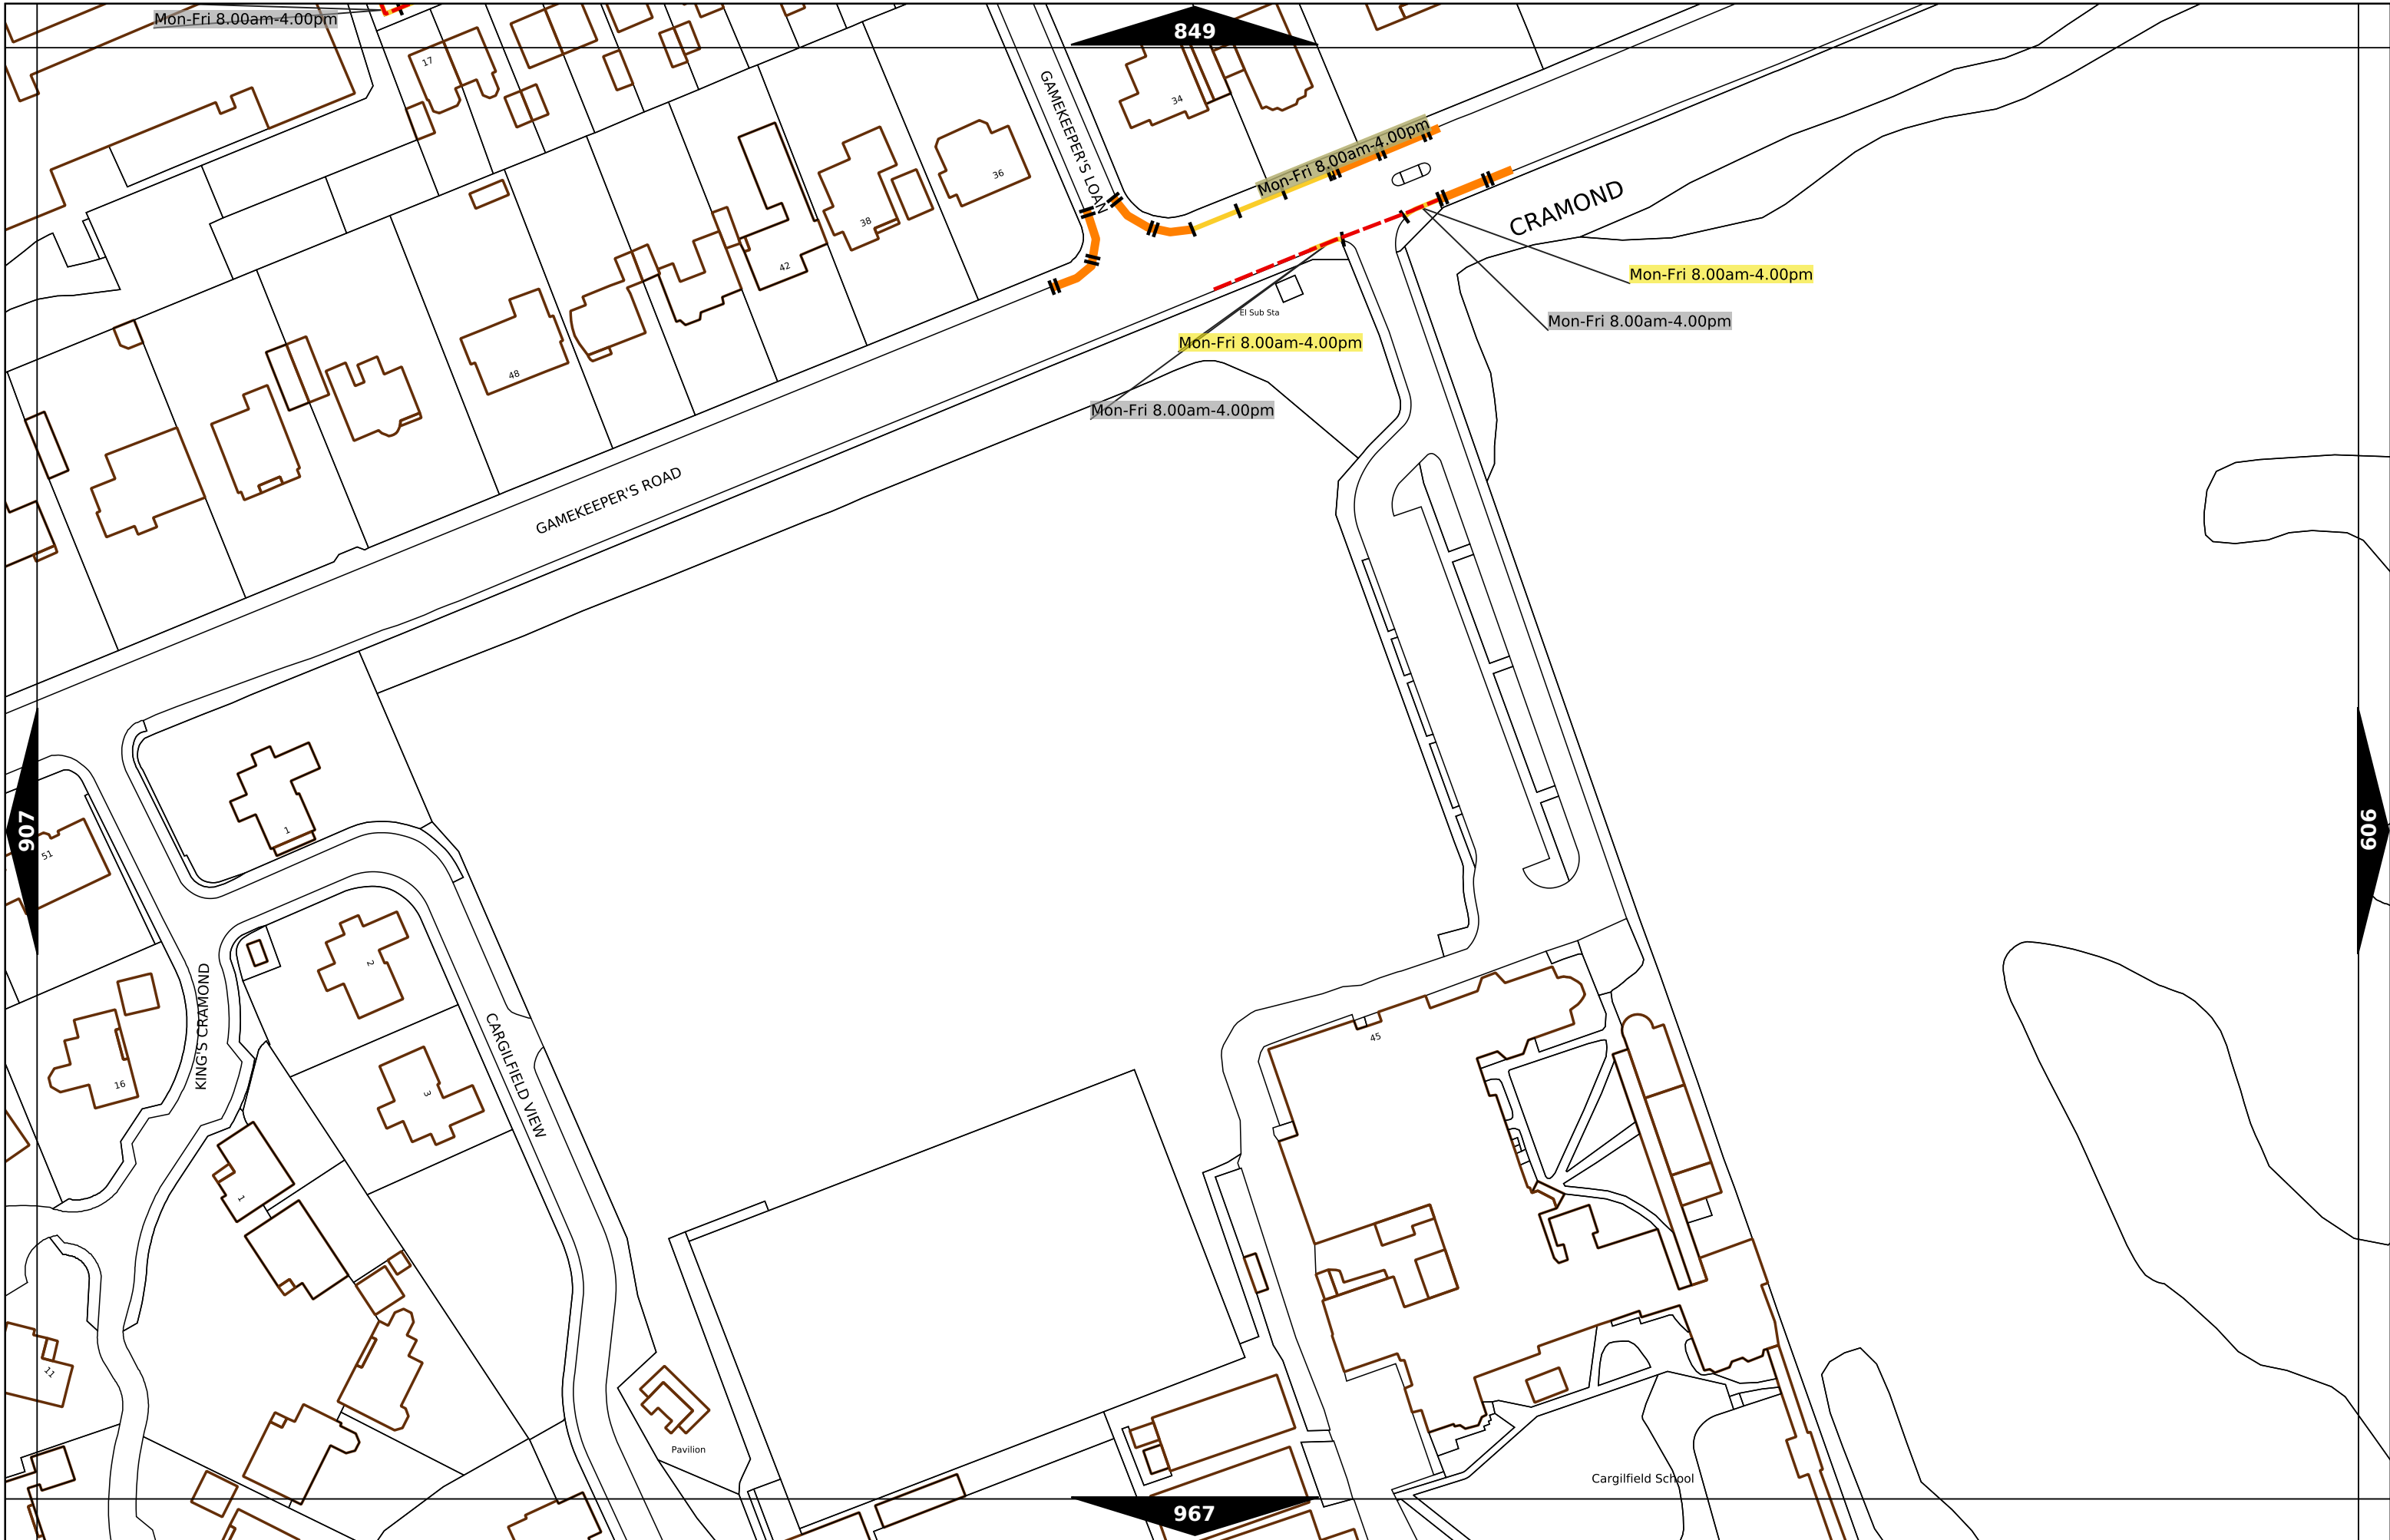 Mon-Fri 8.00am-4.00pm
849
17
34
GAMEKEEPER'S LOAN
Mon-Fri 8.00am-4.00pm
36
38
42
CRAMOND
Mon-Fri 8.00am-4.00pm
El Sub Sta
Mon-Fri 8.00am-4.00pm
Mon-Fri 8.00am-4.00pm
48
Mon-Fri 8.00am-4.00pm
GAMEKEEPER'S ROAD
907
51
1
909
2
KING'S CRAMOND
CARGILFIELD VIEW
45
16
3
1
11
Pavilion
Cargilfield School
967